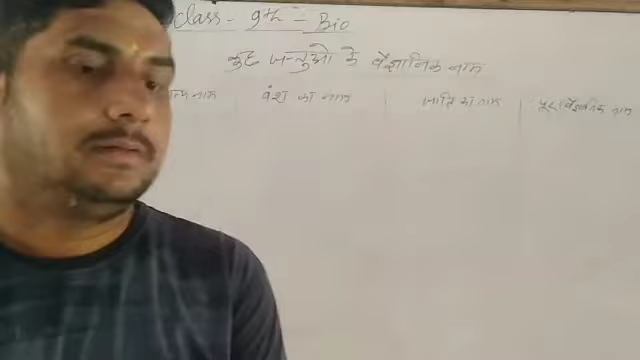 Class - 9th - Bio
कुछ जन्तुओ के वैज्ञानिक नाम
नाम वंश का नाम जाति का नाम पूरा वैज्ञानिक नाम